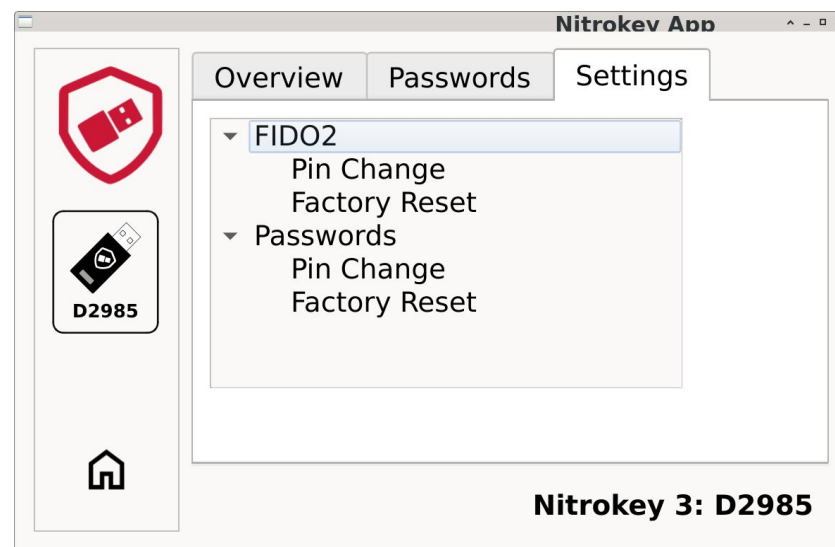 Nitrokey App
Overview Passwords Settings
FIDO2
Pin Change
Factory Reset
Passwords
Pin Change
Factory Reset
D2985
Nitrokey 3: D2985